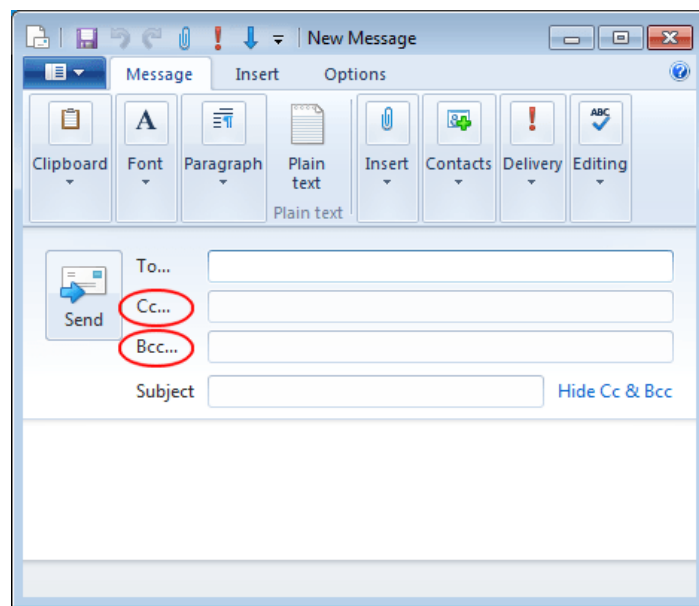 New Message
Message Insert Options
ABC
Clipboard Font Paragraph Plain text Insert Contacts Delivery Editing
Plain text
To...
Cc...
Send
Bcc...
Subject Hide Cc & Bcc